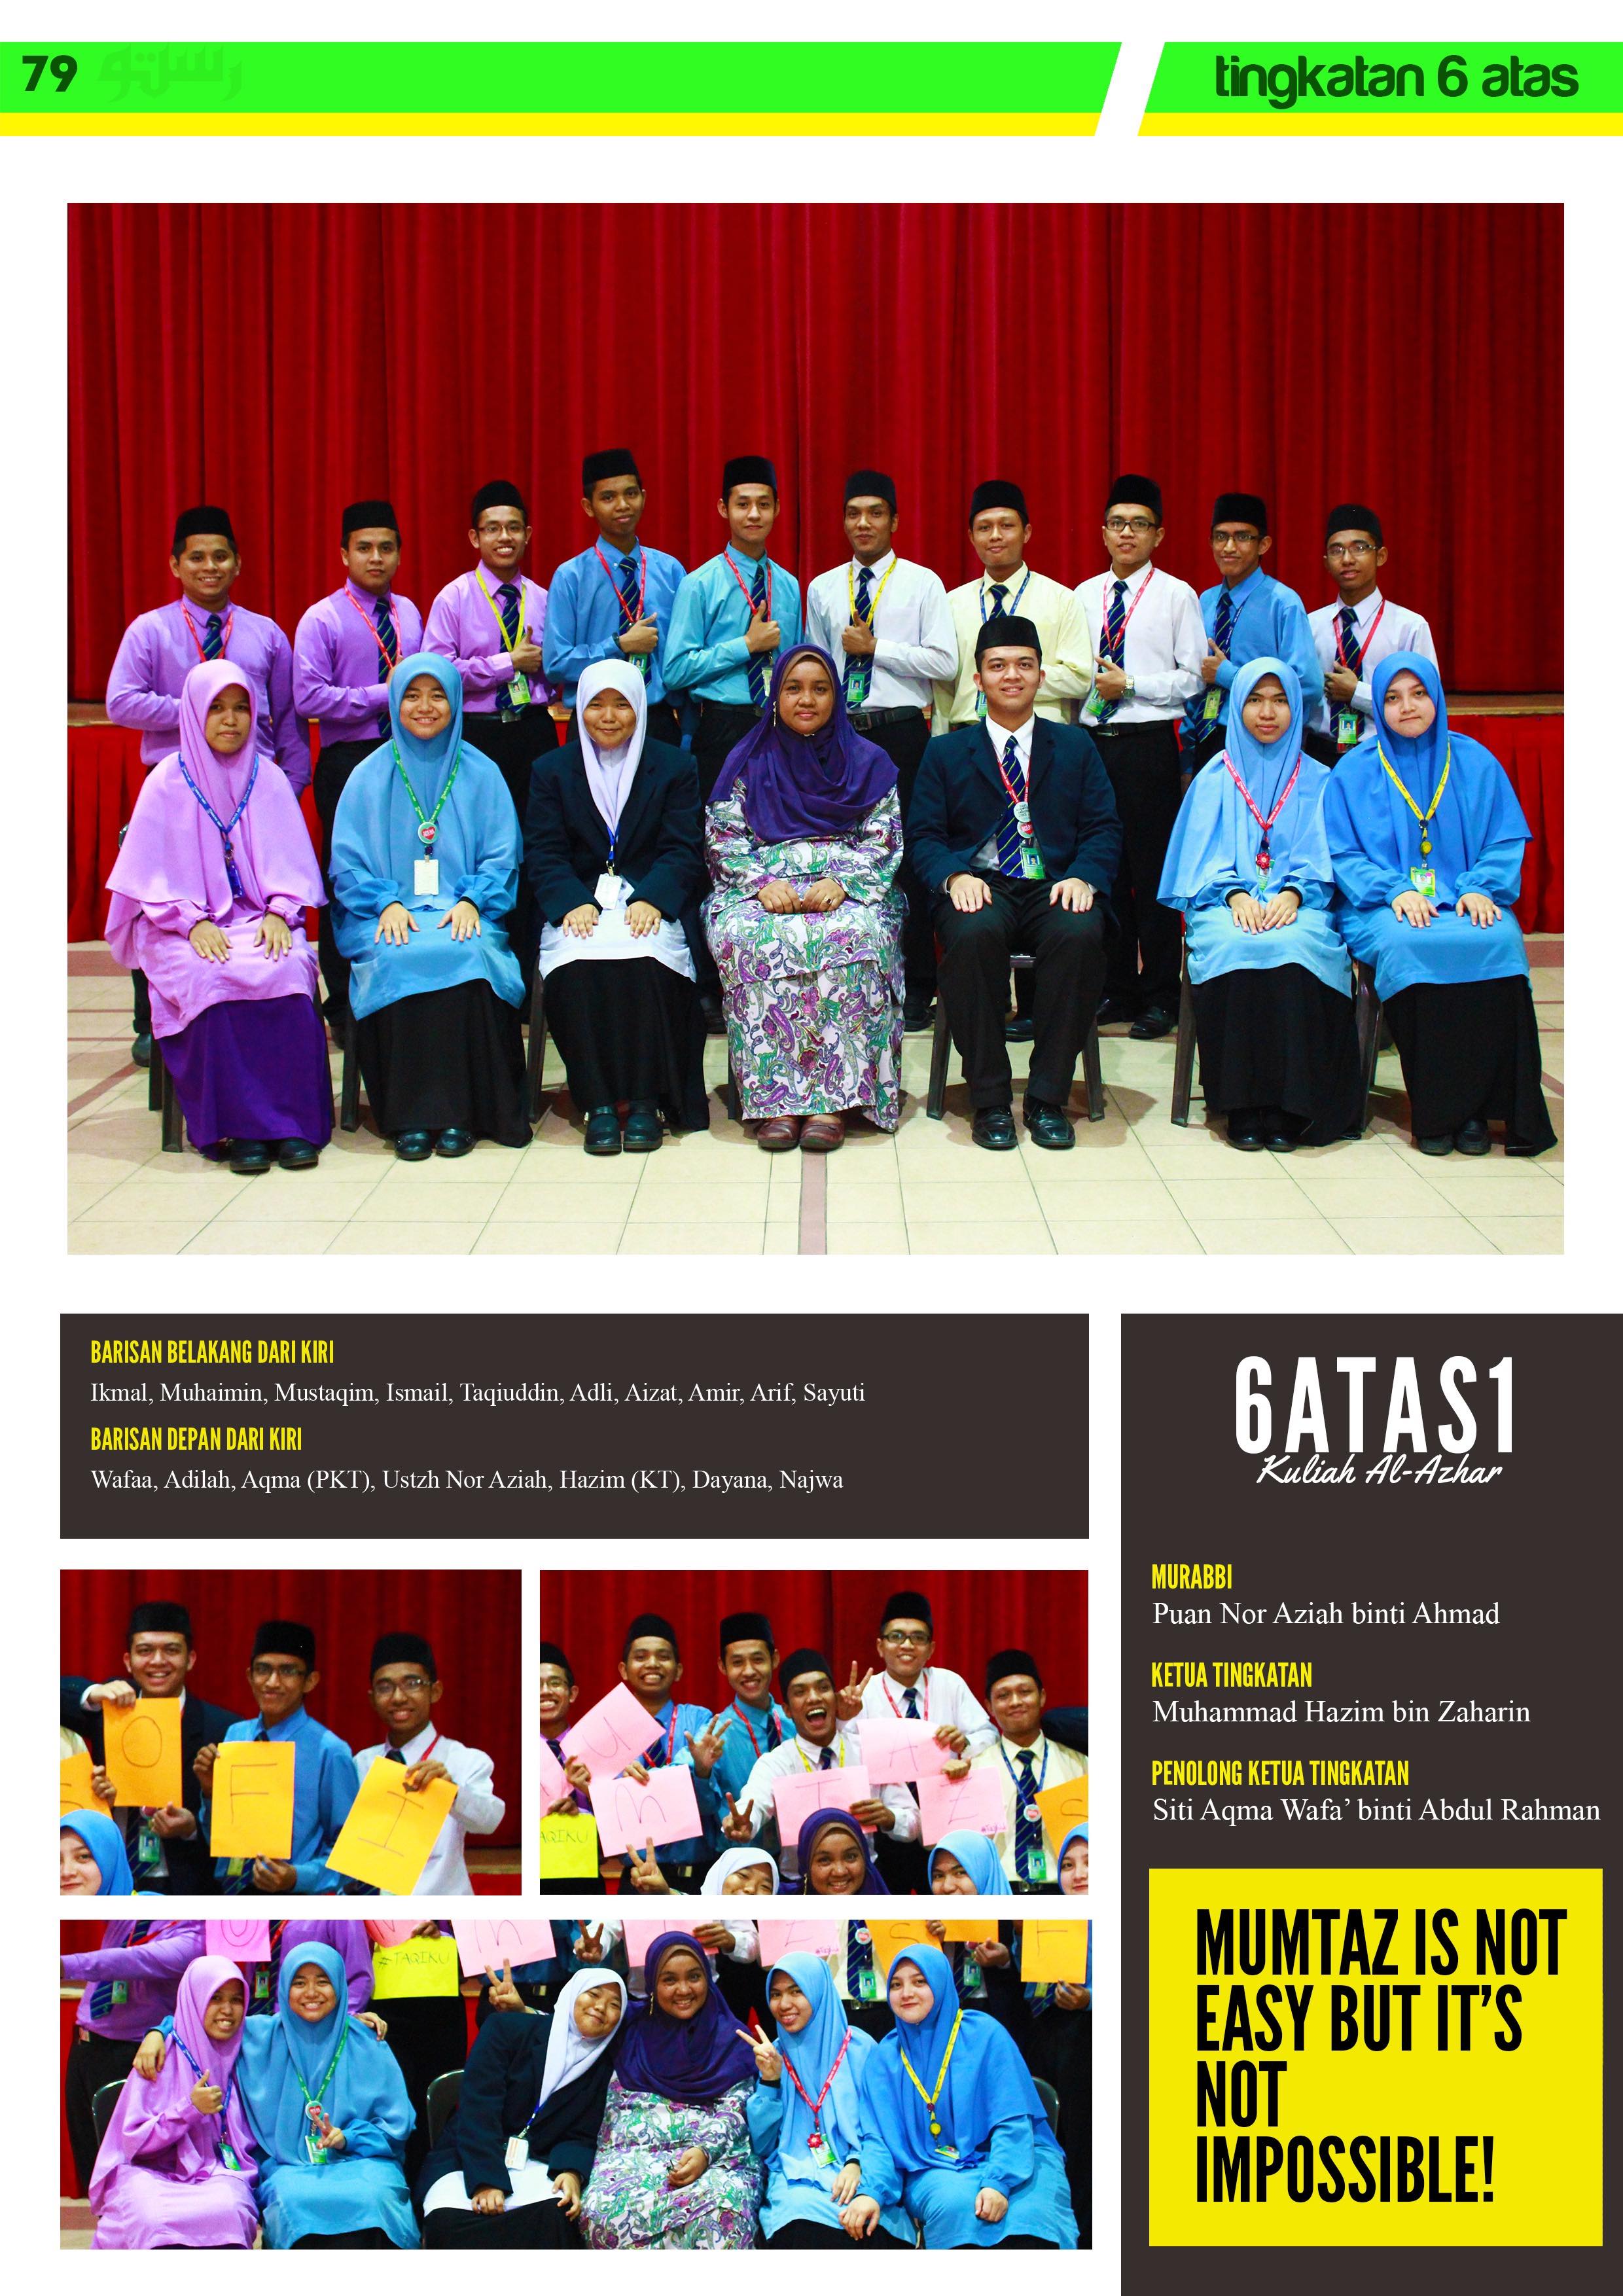 79 رستو
tingkatan 6 atas
BARISAN BELAKANG DARI KIRI
Ikmal, Muhaimin, Mustaqim, Ismail, Taqiuddin, Adli, Aizat, Amir, Arif, Sayuti
BARISAN DEPAN DARI KIRI
Wafaa, Adilah, Aqma (PKT), Ustzh Nor Aziah, Hazim (KT), Dayana, Najwa
6ATAS1
Kuliah Al-Azhar
MURABBI
Puan Nor Aziah binti Ahmad
KETUA TINGKATAN
Muhammad Hazim bin Zaharin
PENOLONG KETUA TINGKATAN
Siti Aqma Wafa’ binti Abdul Rahman
O F I
U M I A E S
#TARIKU
MUMTAZ IS NOT
EASY BUT IT’S
NOT
IMPOSSIBLE!